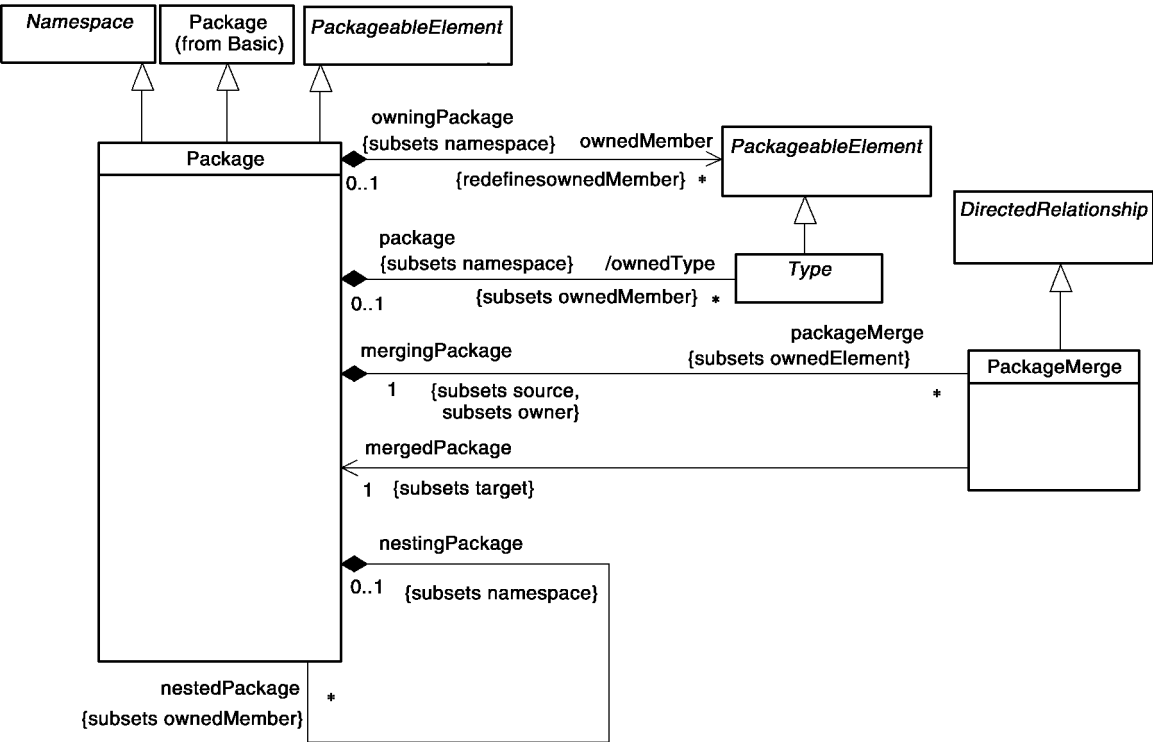 Namespace
Package
(from Basic)
PackageableElement
owningPackage
{subsets namespace}
ownedMember
PackageableElement
Package
0..1
{redefinesownedMember}
*
DirectedRelationship
package
{subsets namespace}
/ownedType
Type
0..1
{subsets ownedMember}
*
packageMerge
mergingPackage
{subsets ownedElement}
PackageMerge
1
{subsets source,
subsets owner}
*
mergedPackage
1
{subsets target}
nestingPackage
0..1
{subsets namespace}
nestedPackage
*
{subsets ownedMember}